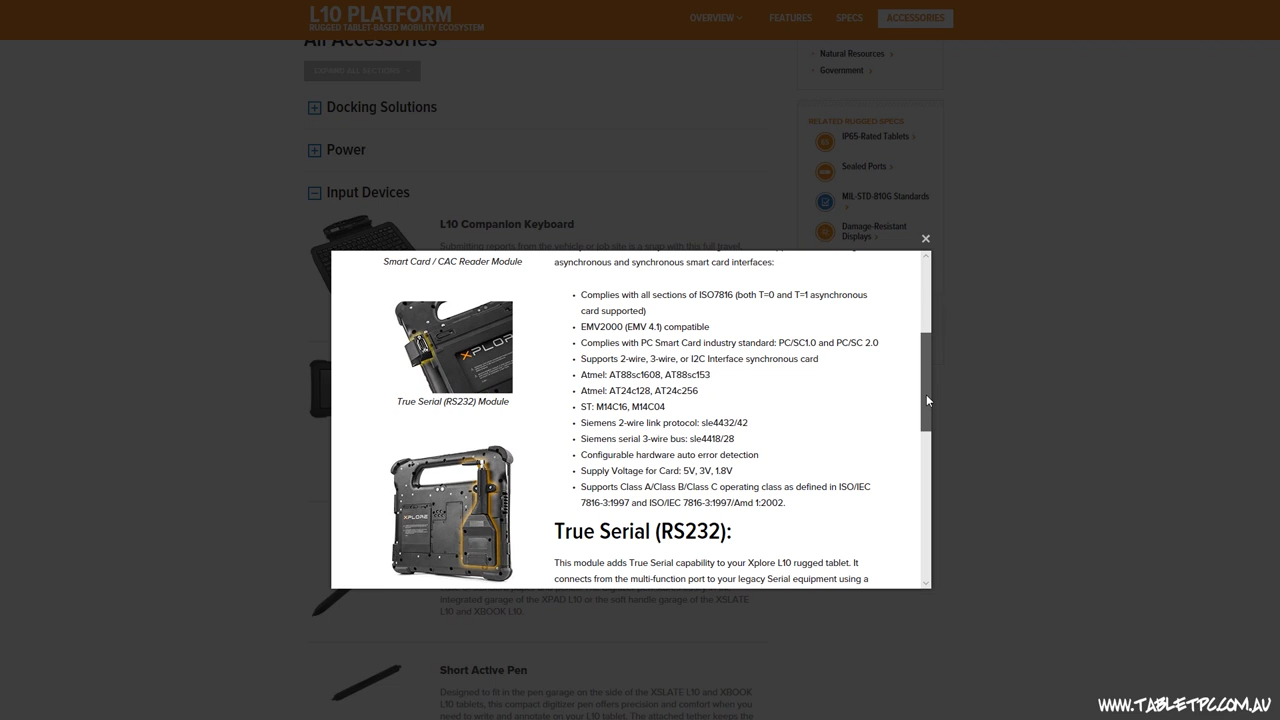 L10 PLATFORM
RUGGED TABLET-BASED MOBILITY ECOSYSTEM
OVERVIEW
FEATURES
SPECS
ACCESSORIES
All Accessories
EXPAND ALL SECTIONS
Docking Solutions
Power
Input Devices
L10 Companion Keyboard
Submitting reports from the vehicle or job site is a snap with this full travel,
Natural Resources
Government
RELATED RUGGED SPECS
IP65-Rated Tablets
Sealed Ports
MIL-STD-810G Standards
Damage-Resistant
Displays
×
Smart Card / CAC Reader Module
XPLORE
True Serial (RS232) Module
XPLORE
asynchronous and synchronous smart card interfaces:
• Complies with all sections of ISO7816 (both T=0 and T=1 asynchronous
card supported)
• EMV2000 (EMV 4.1) compatible
• Complies with PC Smart Card industry standard: PC/SC1.0 and PC/SC 2.0
• Supports 2-wire, 3-wire, or I2C Interface synchronous card
• Atmel: AT88sc1608, AT88sc153
• Atmel: AT24c128, AT24c256
• ST: M14C16, M14C04
• Siemens 2-wire link protocol: sle4432/42
• Siemens serial 3-wire bus: sle4418/28
• Configurable hardware auto error detection
• Supply Voltage for Card: 5V, 3V, 1.8V
• Supports Class A/Class B/Class C operating class as defined in ISO/IEC
7816-3:1997 and ISO/IEC 7816-3:1997/Amd 1:2002.
True Serial (RS232):
This module adds True Serial capability to your Xplore L10 rugged tablet. It
connects from the multi-function port to your legacy Serial equipment using a
integrated garage of the XPAD L10 or the soft handle garage of the XSLATE
L10 and XBOOK L10.
Short Active Pen
Designed to fit in the pen garage on the side of the XSLATE L10 and XBOOK
L10 tablets, this compact digitizer pen offers precision and comfort when you
need to write and annotate on your L10 tablet. The attached tether keeps the
WWW.TABLETPC.COM.AU